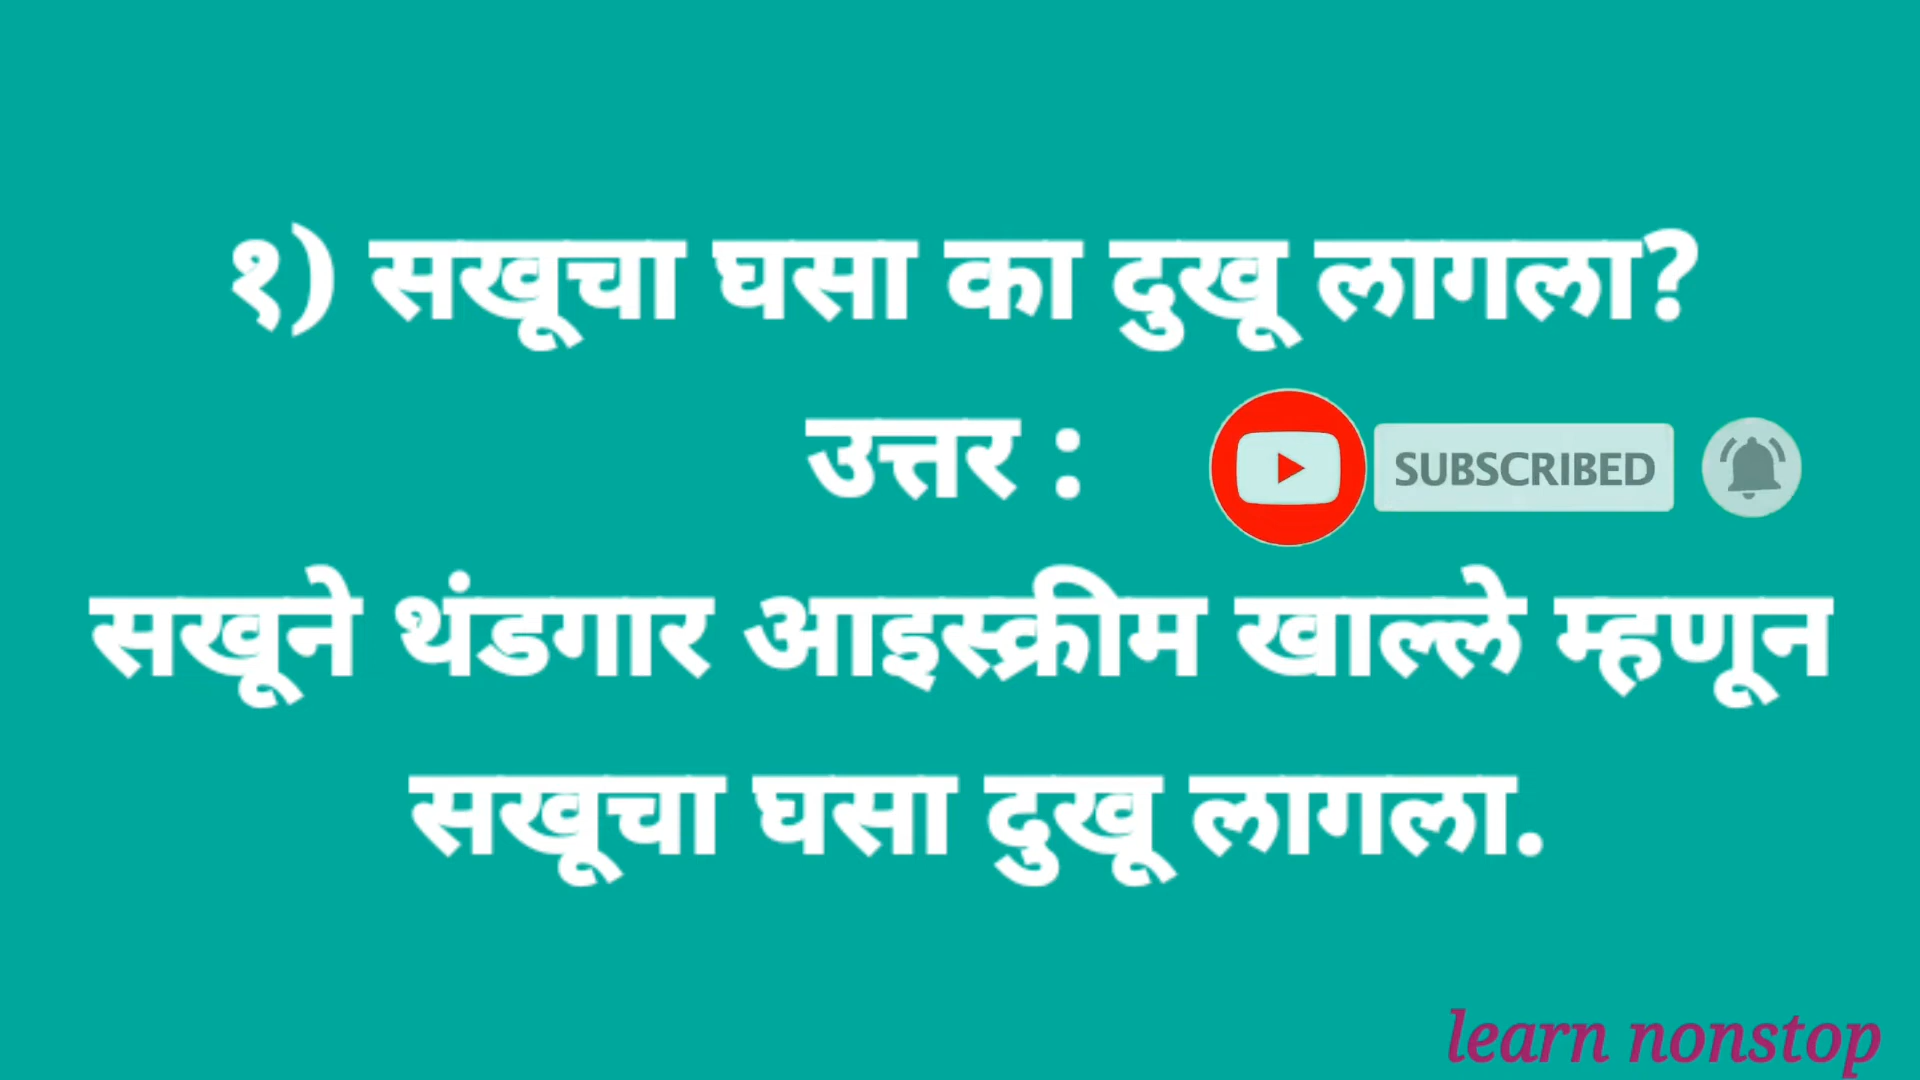 १) सखूचा घसा का दुखू लागला?
उत्तर :
SUBSCRIBED
सखूने थंडगार आइस्क्रीम खाल्ले म्हणून
सखूचा घसा दुखू लागला.
learn nonstop